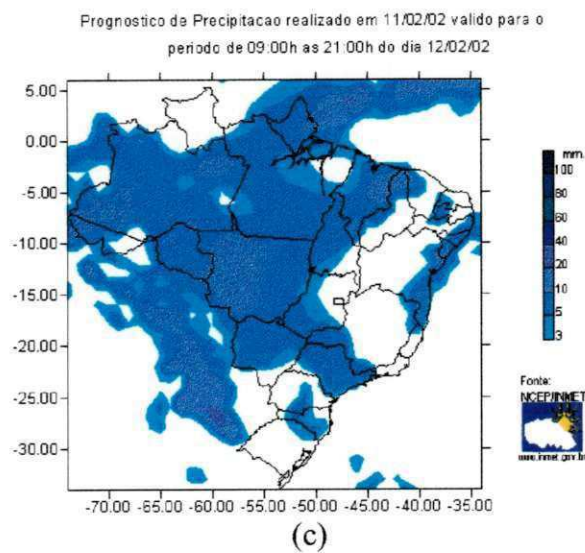 Prognostico de Precipitacao realizado em 11/02/02 valido para o
periodo de 09:00h as 21:00h do dia 12/02/02
5.00
0.00
-5.00
-10.00
-15.00
-20.00
-25.00
-30.00
-70.00 -65.00 -60.00 -55.00 -50.00 -45.00 -40.00 -35.00
mm.
100
80
60
40
20
10
5
3
Fonte:
NCEP/INMET
www.inmet.gov.br
(c)